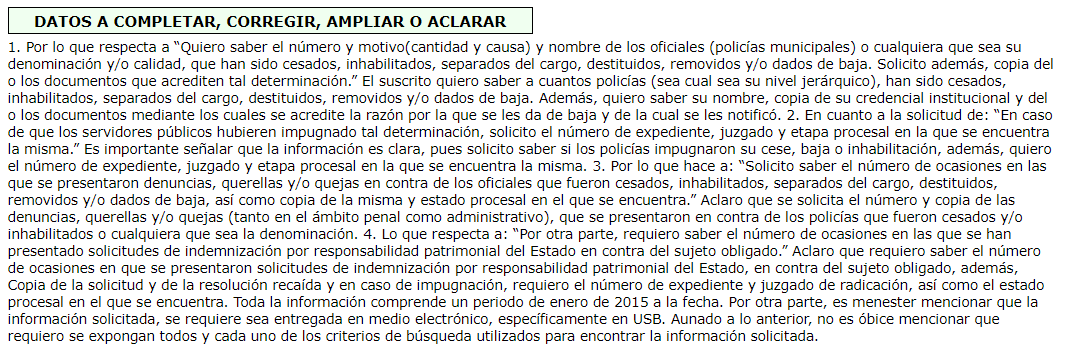 DATOS A COMPLETAR, CORREGIR, AMPLIAR O ACLARAR
1. Por lo que respecta a “Quiero saber el número y motivo(cantidad y causa) y nombre de los oficiales (policías municipales) o cualquiera que sea su
denominación y/o calidad, que han sido cesados, inhabilitados, separados del cargo, destituidos, removidos y/o dados de baja. Solicito además, copia del
o los documentos que acrediten tal determinación.” El suscrito quiero saber a cuantos policías (sea cual sea su nivel jerárquico), han sido cesados,
inhabilitados, separados del cargo, destituidos, removidos y/o dados de baja. Además, quiero saber su nombre, copia de su credencial institucional y del
o los documentos mediante los cuales se acredite la razón por la que se les da de baja y de la cual se les notificó. 2. En cuanto a la solicitud de: “En caso
de que los servidores públicos hubieren impugnado tal determinación, solicito el número de expediente, juzgado y etapa procesal en la que se encuentra
la misma.” Es importante señalar que la información es clara, pues solicito saber si los policías impugnaron su cese, baja o inhabilitación, además, quiero
el número de expediente, juzgado y etapa procesal en la que se encuentra la misma. 3. Por lo que hace a: “Solicito saber el número de ocasiones en las
que se presentaron denuncias, querellas y/o quejas en contra de los oficiales que fueron cesados, inhabilitados, separados del cargo, destituidos,
removidos y/o dados de baja, así como copia de la misma y estado procesal en el que se encuentra.” Aclaro que se solicita el número y copia de las
denuncias, querellas y/o quejas (tanto en el ámbito penal como administrativo), que se presentaron en contra de los policías que fueron cesados y/o
inhabilitados o cualquiera que sea la denominación. 4. Lo que respecta a: “Por otra parte, requiero saber el número de ocasiones en las que se han
presentado solicitudes de indemnización por responsabilidad patrimonial del Estado en contra del sujeto obligado.” Aclaro que requiero saber el número
de ocasiones en que se presentaron solicitudes de indemnización por responsabilidad patrimonial del Estado, en contra del sujeto obligado, además,
Copia de la solicitud y de la resolución recaída y en caso de impugnación, requiero el número de expediente y juzgado de radicación, así como el estado
procesal en el que se encuentra. Toda la información comprende un periodo de enero de 2015 a la fecha. Por otra parte, es menester mencionar que la
información solicitada, se requiere sea entregada en medio electrónico, específicamente en USB. Aunado a lo anterior, no es óbice mencionar que
requiero se expongan todos y cada uno de los criterios de búsqueda utilizados para encontrar la información solicitada.